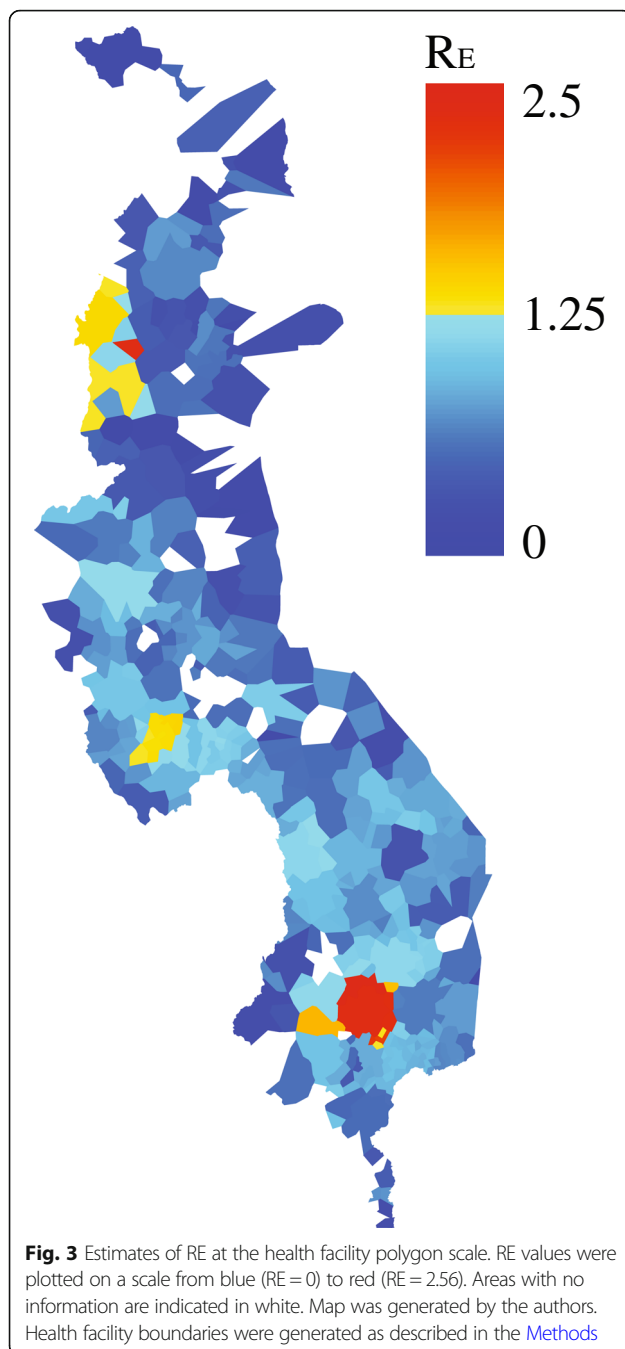 RE
2.5
1.25
0
Fig. 3 Estimates of RE at the health facility polygon scale. RE values were
plotted on a scale from blue (RE = 0) to red (RE = 2.56). Areas with no
information are indicated in white. Map was generated by the authors.
Health facility boundaries were generated as described in the Methods